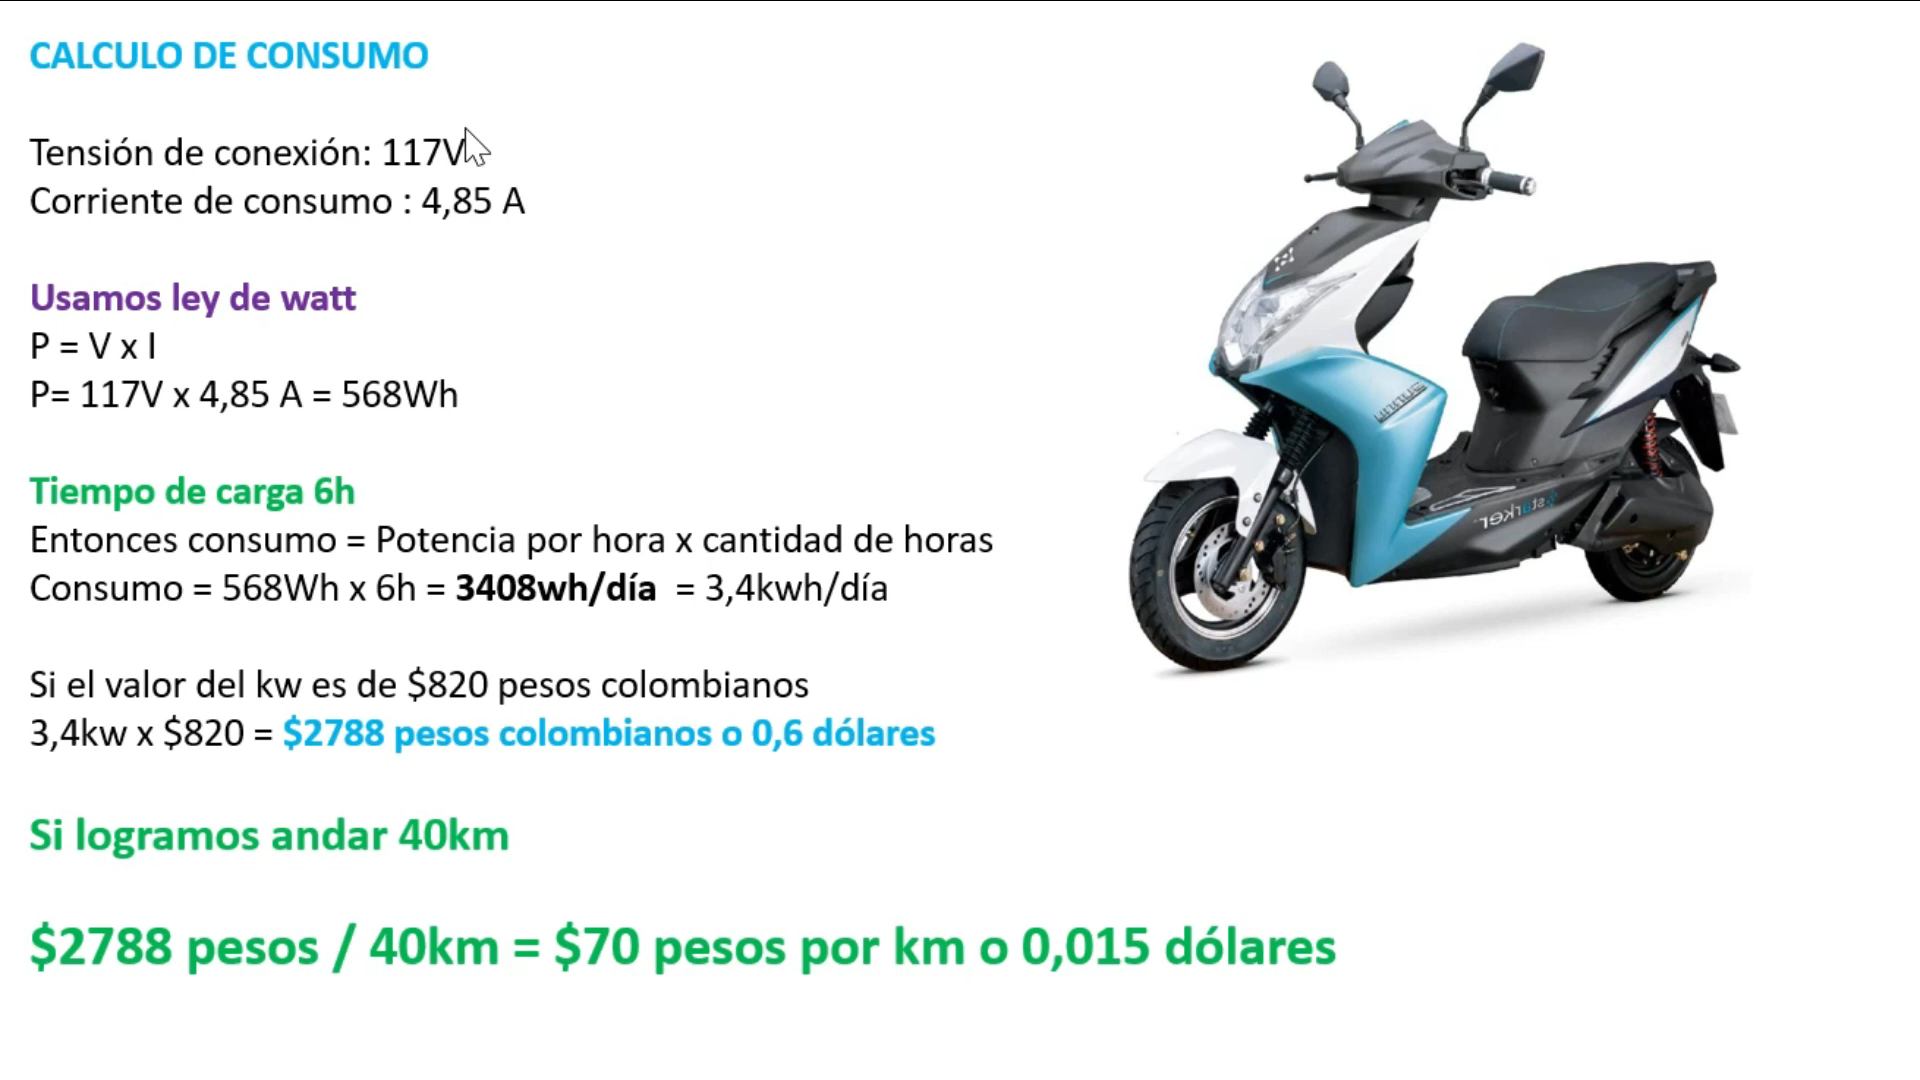 CALCULO DE CONSUMO
Tensión de conexión: 117V
Corriente de consumo : 4,85 A
Usamos ley de watt
P = V x I
P= 117V x 4,85 A = 568Wh
Tiempo de carga 6h
Entonces consumo = Potencia por hora x cantidad de horas
Consumo = 568Wh x 6h = 3408wh/día = 3,4kwh/día
Si el valor del kw es de $820 pesos colombianos
3,4kw x $820 = $2788 pesos colombianos o 0,6 dólares
Si logramos andar 40km
$2788 pesos / 40km = $70 pesos por km o 0,015 dólares
starker